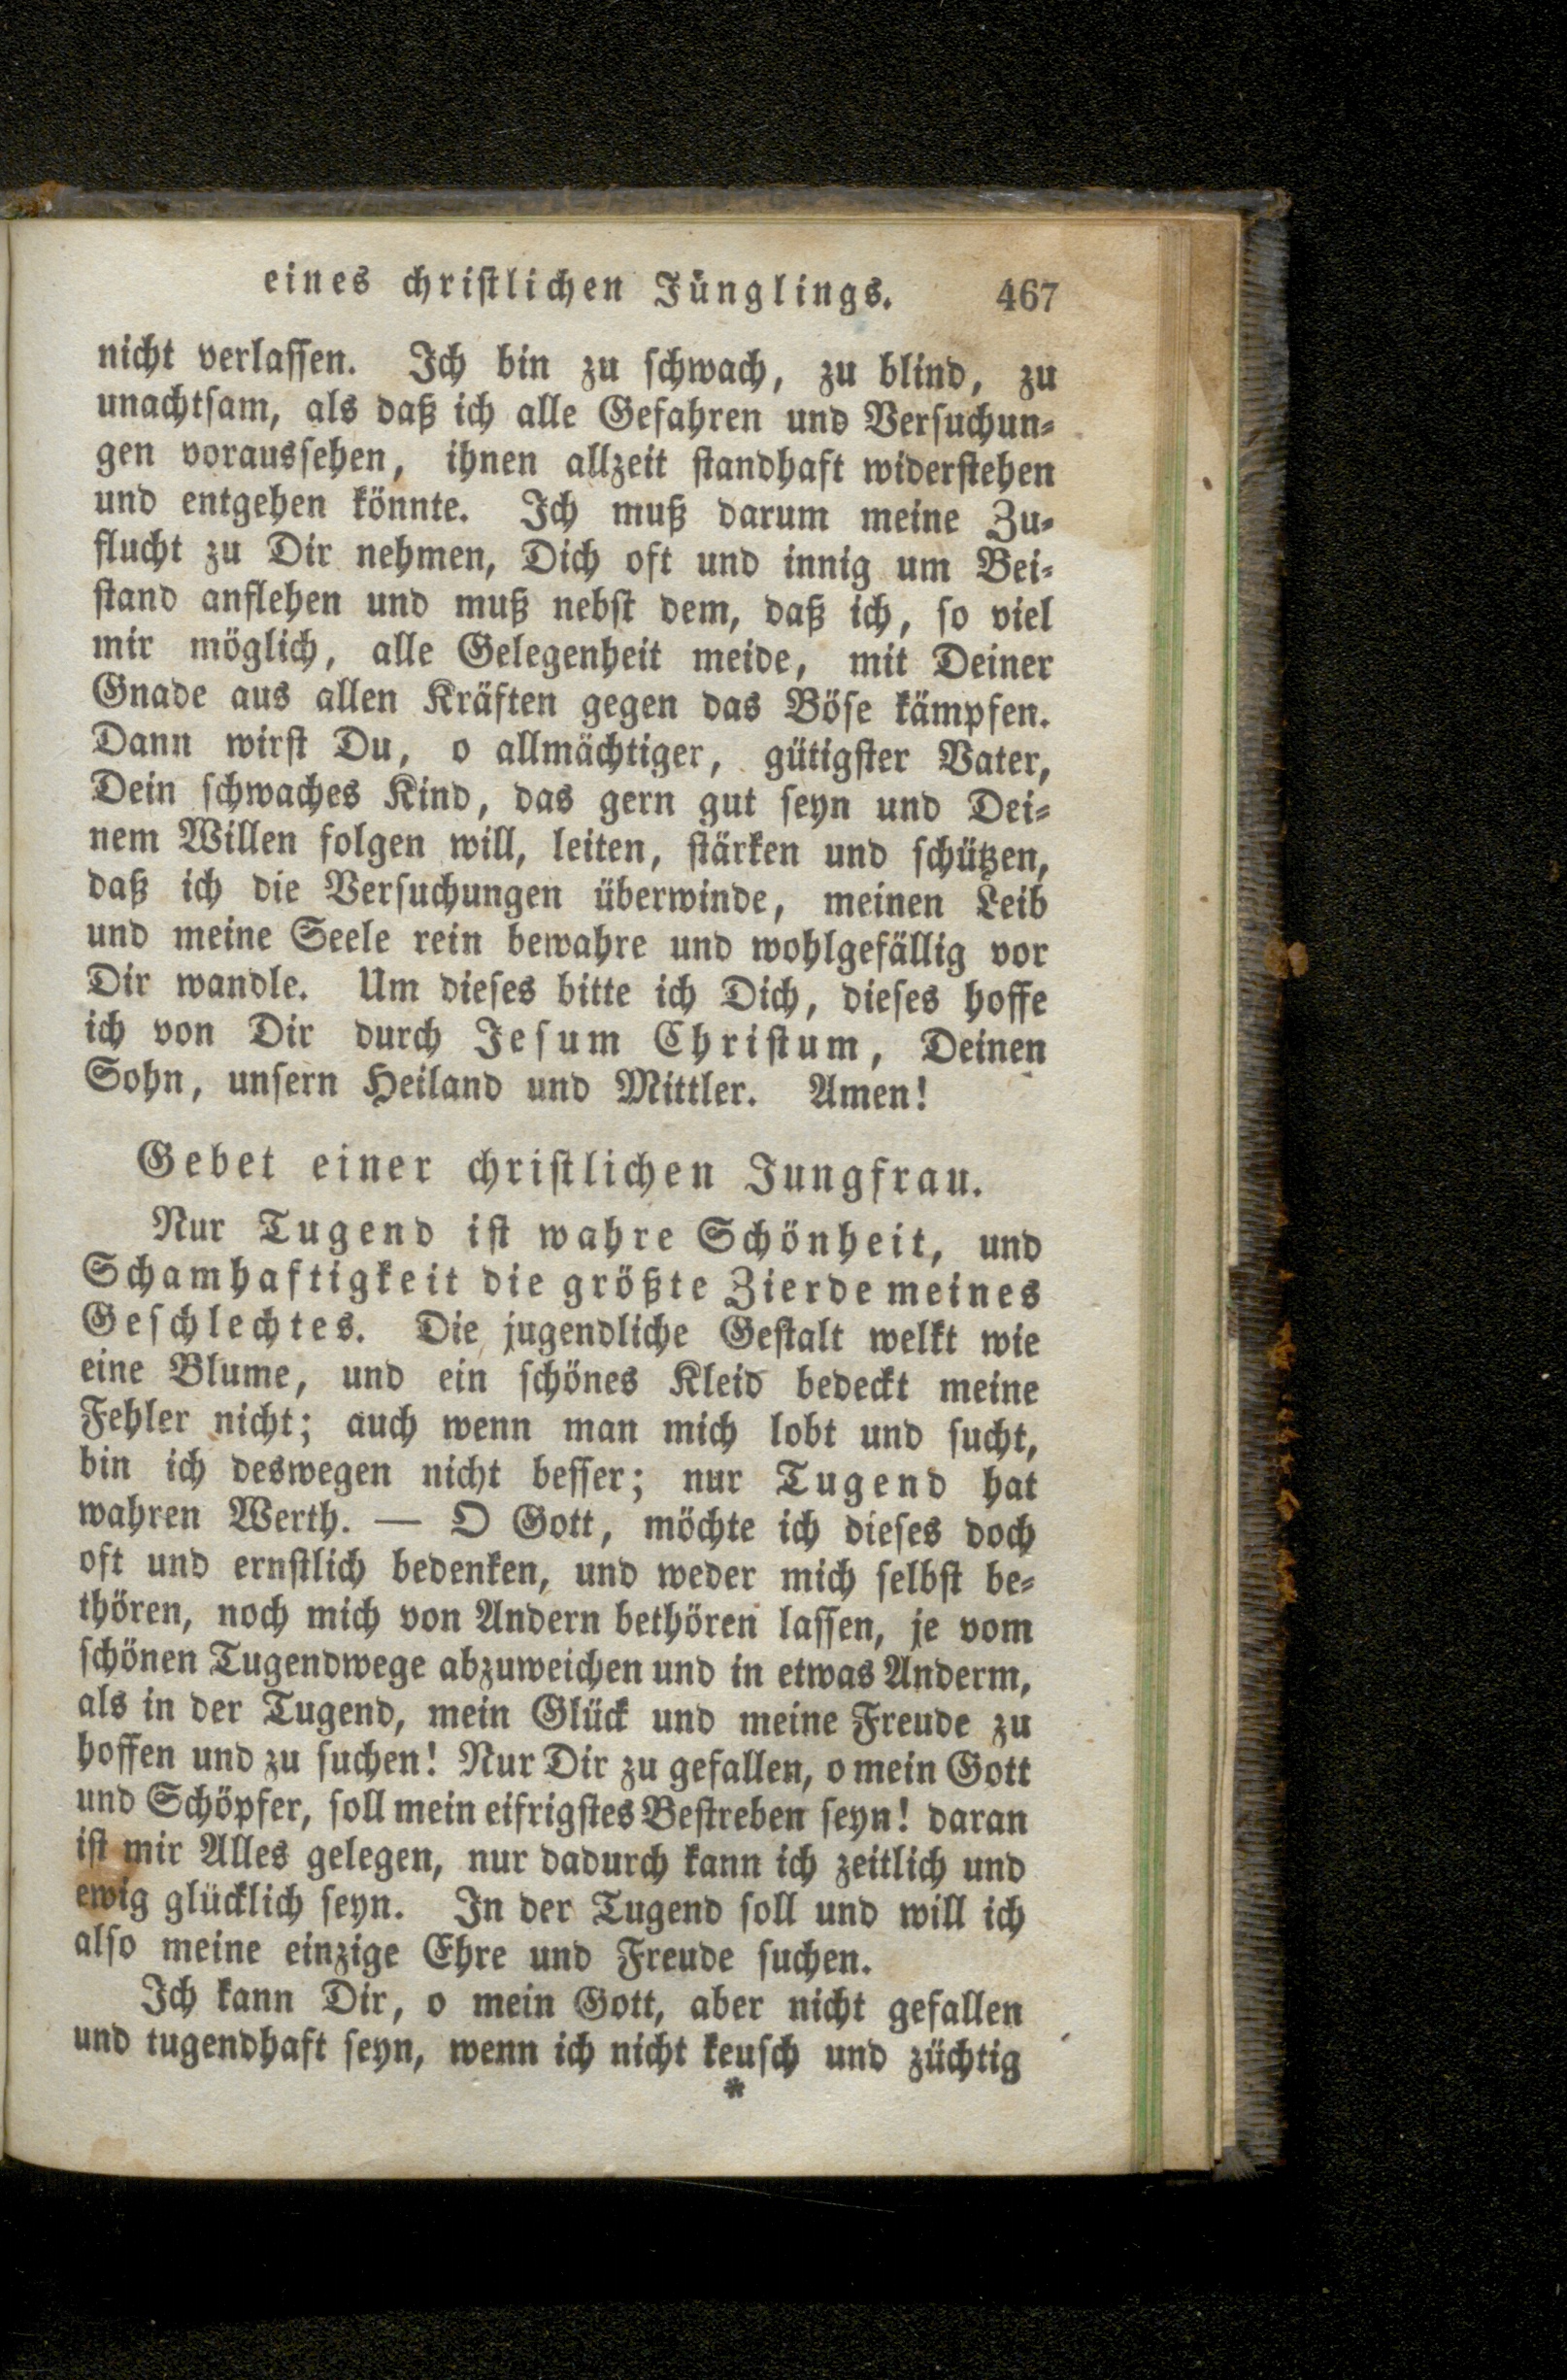 eines christlichen Jünglings. 467
nicht verlassen. Ich bin zu schwach, zu blind, zu
unachtsam, als daß ich alle Gefahren und Versuchun-
gen voraussehen, ihnen allzeit standhaft widerstehen
und entgehen könnte. Ich muß darum meine Zu-
flucht zu Dir nehmen, Dich oft und innig um Bei-
stand anflehen und muß nebst dem, daß ich, so viel
mir möglich, alle Gelegenheit meide, mit Deiner
Gnade aus allen Kräften gegen das Böse kämpfen.
Dann wirst Du, o allmächtiger, gütigster Vater,
Dein schwaches Kind, das gern gut seyn und Dei-
nem Willen folgen will, leiten, stärken und schützen,
daß ich die Versuchungen überwinde, meinen Leib
und meine Seele rein bewahre und wohlgefällig vor
Dir wandle. Um dieses bitte ich Dich, dieses hoffe
ich von Dir durch Jesum Christum, Deinen
Sohn, unsern Heiland und Mittler. Amen!
Gebet einer christlichen Jungfrau.
Nur Tugend ist wahre Schönheit, und
Schamhaftigkeit die größte Zierde meines
Geschlechtes. Die jugendliche Gestalt welkt wie
eine Blume, und ein schönes Kleid bedeckt meine
Fehler nicht; auch wenn man mich lobt und sucht,
bin ich deswegen nicht besser; nur Tugend hat
wahren Werth. — O Gott, möchte ich dieses doch
oft und ernstlich bedenken, und weder mich selbst be-
thören, noch mich von Andern bethören lassen, je vom
schönen Tugendwege abzuweichen und in etwas Anderm,
als in der Tugend, mein Glück und meine Freude zu
hoffen und zu suchen! Nur Dir zu gefallen, o mein Gott
und Schöpfer, soll mein eifrigstes Bestreben seyn! daran
ist mir Alles gelegen, nur dadurch kann ich zeitlich und
ewig glücklich seyn. In der Tugend soll und will ich
also meine einzige Ehre und Freude suchen.
Ich kann Dir, o mein Gott, aber nicht gefallen
und tugendhaft seyn, wenn ich nicht keusch und züchtig
*